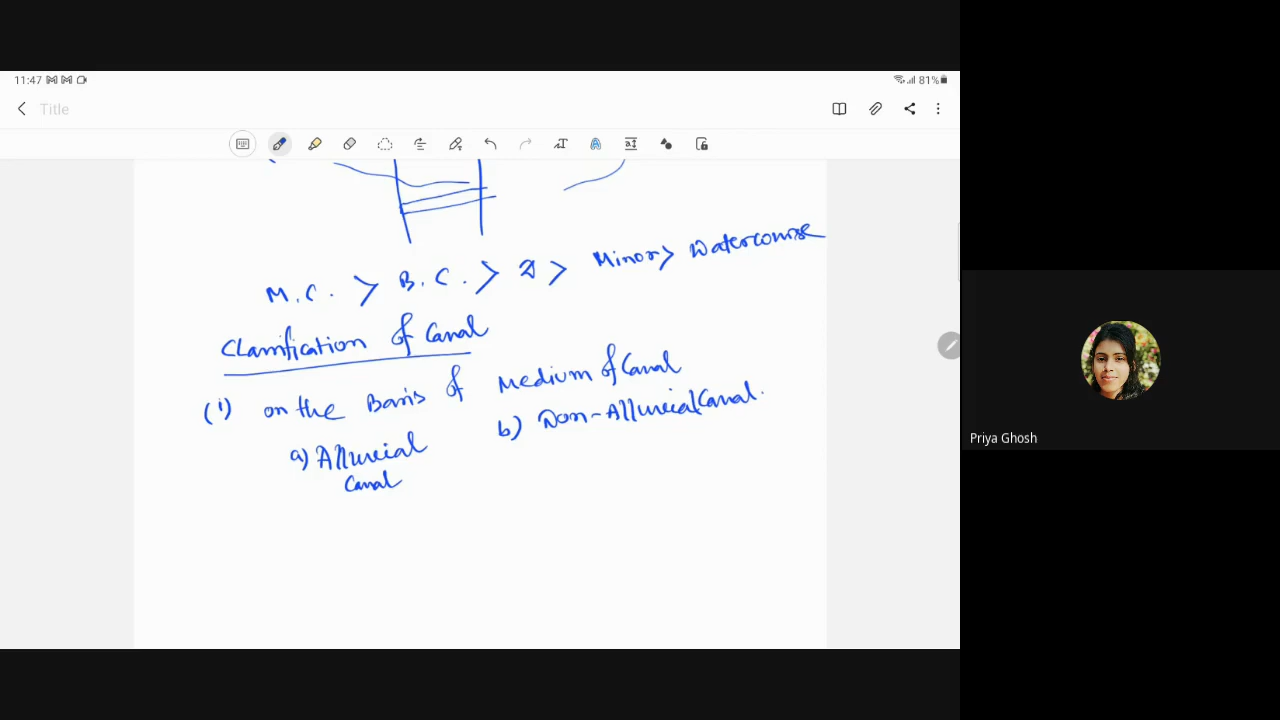 11:47
81%
Title
M.C. > B.C. > D > Minor > Watercourse
Classification of Canal
(i) on the Basis of Medium of Canal
a) Alluvial Canal
b) Non-Alluvial Canal.
Priya Ghosh